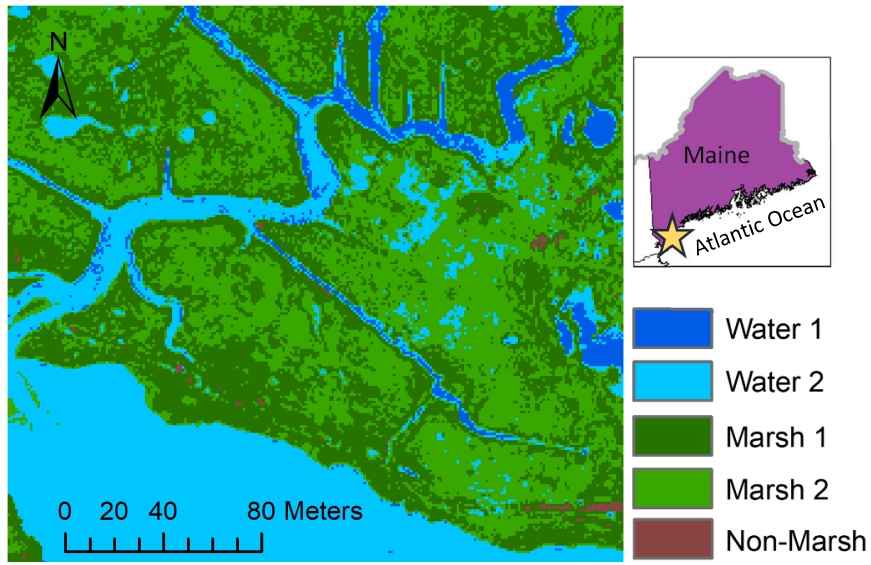 N
Maine
Atlantic Ocean
Water 1
Water 2
Marsh 1
Marsh 2
Non-Marsh
0 20 40 80 Meters